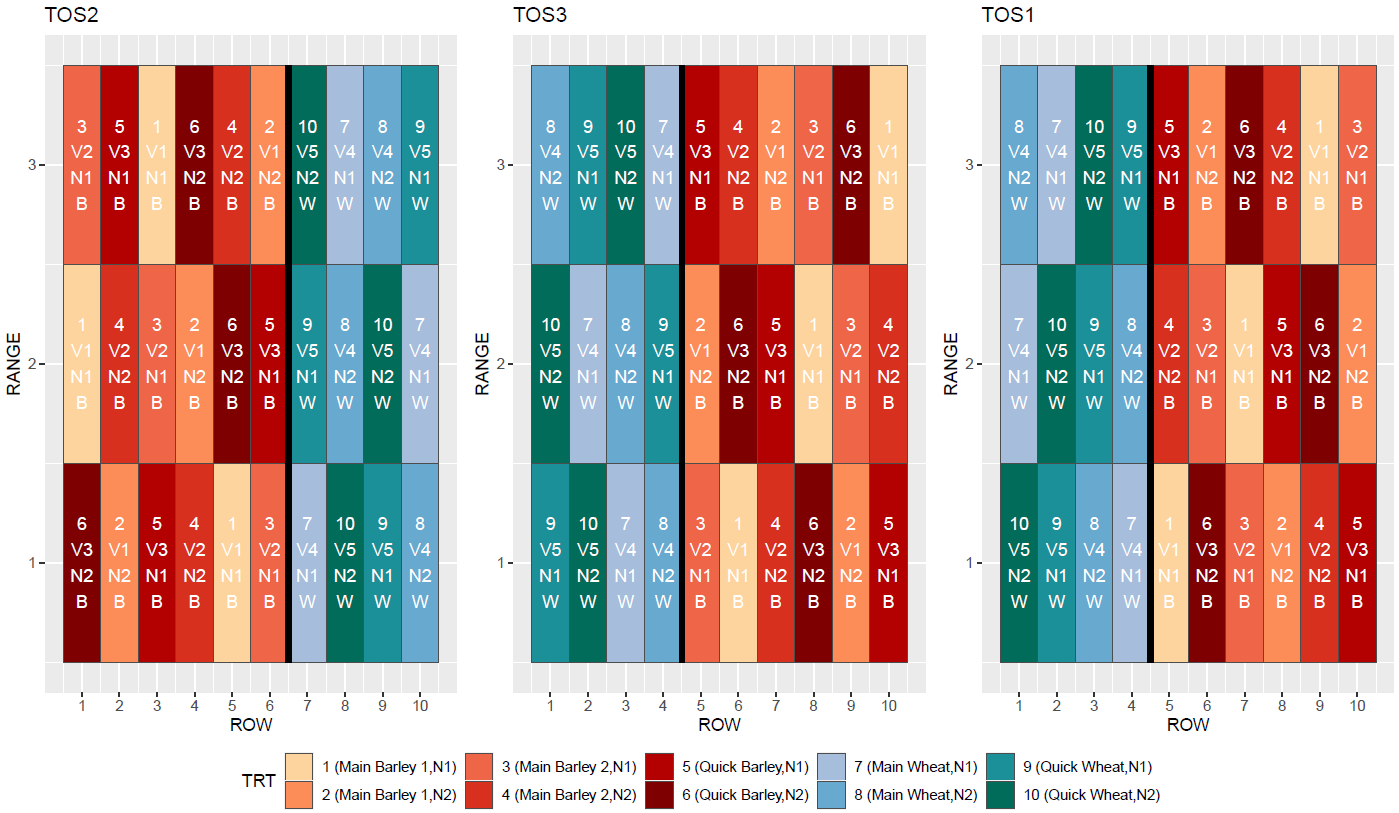 TOS2 TOS3 TOS1
3 5 1 6 4 2 10 7 8 9 8 9 10 7 5 4 2 3 6 1 8 7 10 9 5 2 6 4 1 3
V2 V3 V1 V3 V2 V1 V5 V4 V4 V5 V4 V5 V5 V4 V3 V2 V1 V2 V3 V1 V4 V4 V5 V5 V3 V1 V3 V2 V1 V2
3 3 3
N1 N1 N1 N2 N2 N2 N2 N1 N2 N1 N2 N1 N2 N1 N1 N2 N2 N1 N2 N1 N2 N1 N2 N1 N1 N2 N2 N2 N1 N1
B B B B B B W W W W W W W W B B B B B B W W W W B B B B B B
1 4 3 2 6 5 9 8 10 7 10 7 8 9 2 6 5 1 3 4 7 10 9 8 4 3 1 5 6 2
V1 V2 V2 V1 V3 V3 V5 V4 V5 V4 V5 V4 V4 V5 V1 V3 V3 V1 V2 V2 V4 V5 V5 V4 V2 V2 V1 V3 V3 V1
RANGE 2 RANGE 2 RANGE 2
N1 N2 N1 N2 N2 N1 N1 N2 N2 N1 N2 N1 N2 N1 N2 N2 N1 N1 N1 N2 N1 N2 N1 N2 N2 N1 N1 N1 N2 N2
B B B B B B W W W W W W W W B B B B B B W W W W B B B B B B
6 2 5 4 1 3 7 10 9 8 9 10 7 8 3 1 4 6 2 5 10 9 8 7 1 6 3 2 4 5
V3 V1 V3 V2 V1 V2 V4 V5 V5 V4 V5 V5 V4 V4 V2 V1 V2 V3 V1 V3 V5 V5 V4 V4 V1 V3 V2 V1 V2 V3
1 1 1
N2 N2 N1 N2 N1 N1 N1 N2 N1 N2 N1 N2 N1 N2 N1 N1 N2 N2 N2 N1 N2 N1 N2 N1 N1 N2 N1 N2 N2 N1
B B B B B B W W W W W W W W B B B B B B W W W W B B B B B B
1 2 3 4 5 6 7 8 9 10 1 2 3 4 5 6 7 8 9 10 1 2 3 4 5 6 7 8 9 10
ROW ROW ROW
TRT
1 (Main Barley 1,N1) 3 (Main Barley 2,N1) 5 (Quick Barley,N1) 7 (Main Wheat,N1) 9 (Quick Wheat,N1)
2 (Main Barley 1,N2) 4 (Main Barley 2,N2) 6 (Quick Barley,N2) 8 (Main Wheat,N2) 10 (Quick Wheat,N2)